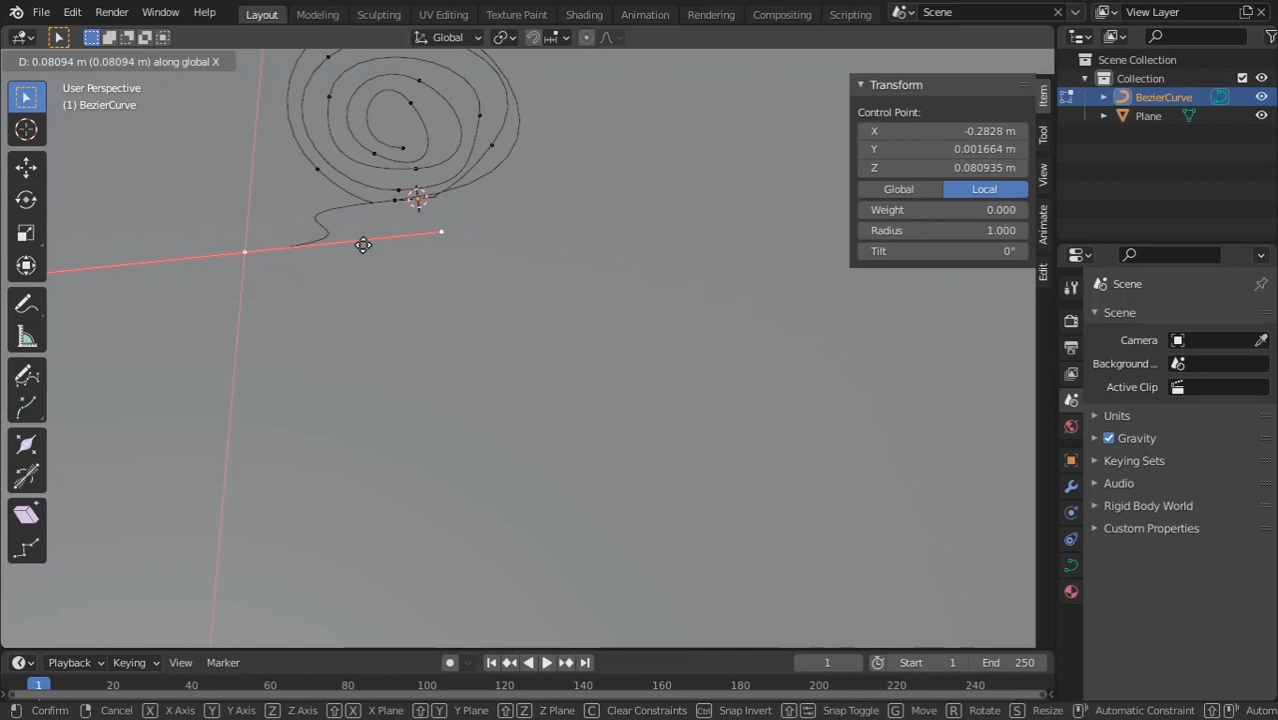 File Edit Render Window Help Layout Modeling Sculpting UV Editing Texture Paint Shading Animation Rendering Compositing Scripting Scene View Layer
Global
D: 0.08094 m (0.08094 m) along global X
User Perspective
(1) BezierCurve
Transform
Control Point:
X -0.2828 m
Y 0.001664 m
Z 0.080935 m
Global Local
Weight 0.000
Radius 1.000
Tilt 0°
Item
Tool
View
Animate
Edit
Scene Collection
Collection
BezierCurve
Plane
Scene
Scene
Camera
Background ...
Active Clip
Units
Gravity
Keying Sets
Audio
Rigid Body World
Custom Properties
Playback Keying View Marker 1 Start 1 End 250
1 20 40 60 80 100 120 140 160 180 200 220 240
Confirm Cancel X X Axis Y Y Axis Z Z Axis X X Plane Y Y Plane Z Z Plane C Clear Constraints Ctrl Snap Invert Snap Toggle G Move R Rotate S Resize Automatic Constraint Autom